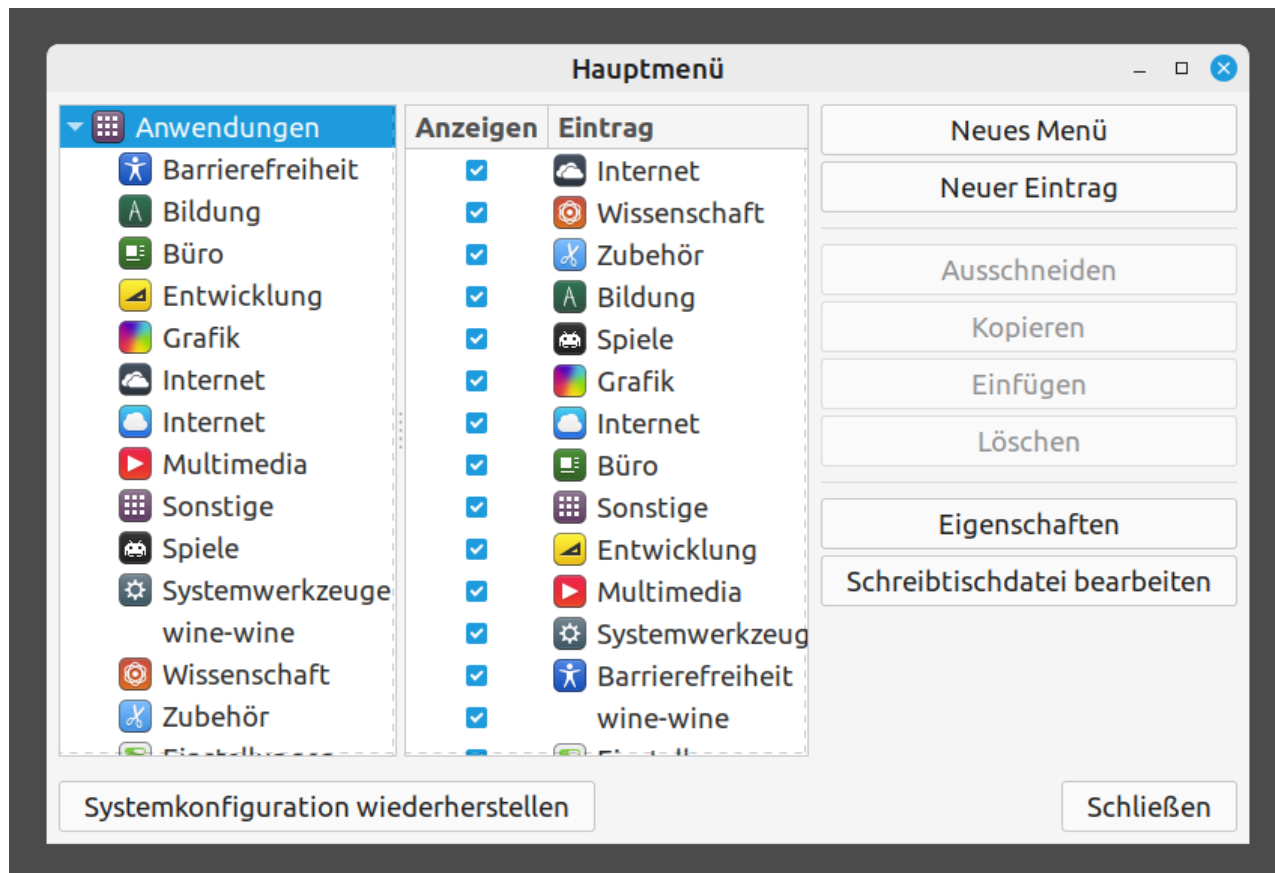 Hauptmenü
Anwendungen
Barrierefreiheit
Bildung
Büro
Entwicklung
Grafik
Internet
Internet
Multimedia
Sonstige
Spiele
Systemwerkzeuge
wine-wine
Wissenschaft
Zubehör
Anzeigen Eintrag
Internet
Wissenschaft
Zubehör
Bildung
Spiele
Grafik
Internet
Büro
Sonstige
Entwicklung
Multimedia
Systemwerkzeug
Barrierefreiheit
wine-wine
Neues Menü
Neuer Eintrag
Ausschneiden
Kopieren
Einfügen
Löschen
Eigenschaften
Schreibtischdatei bearbeiten
Systemkonfiguration wiederherstellen
Schließen